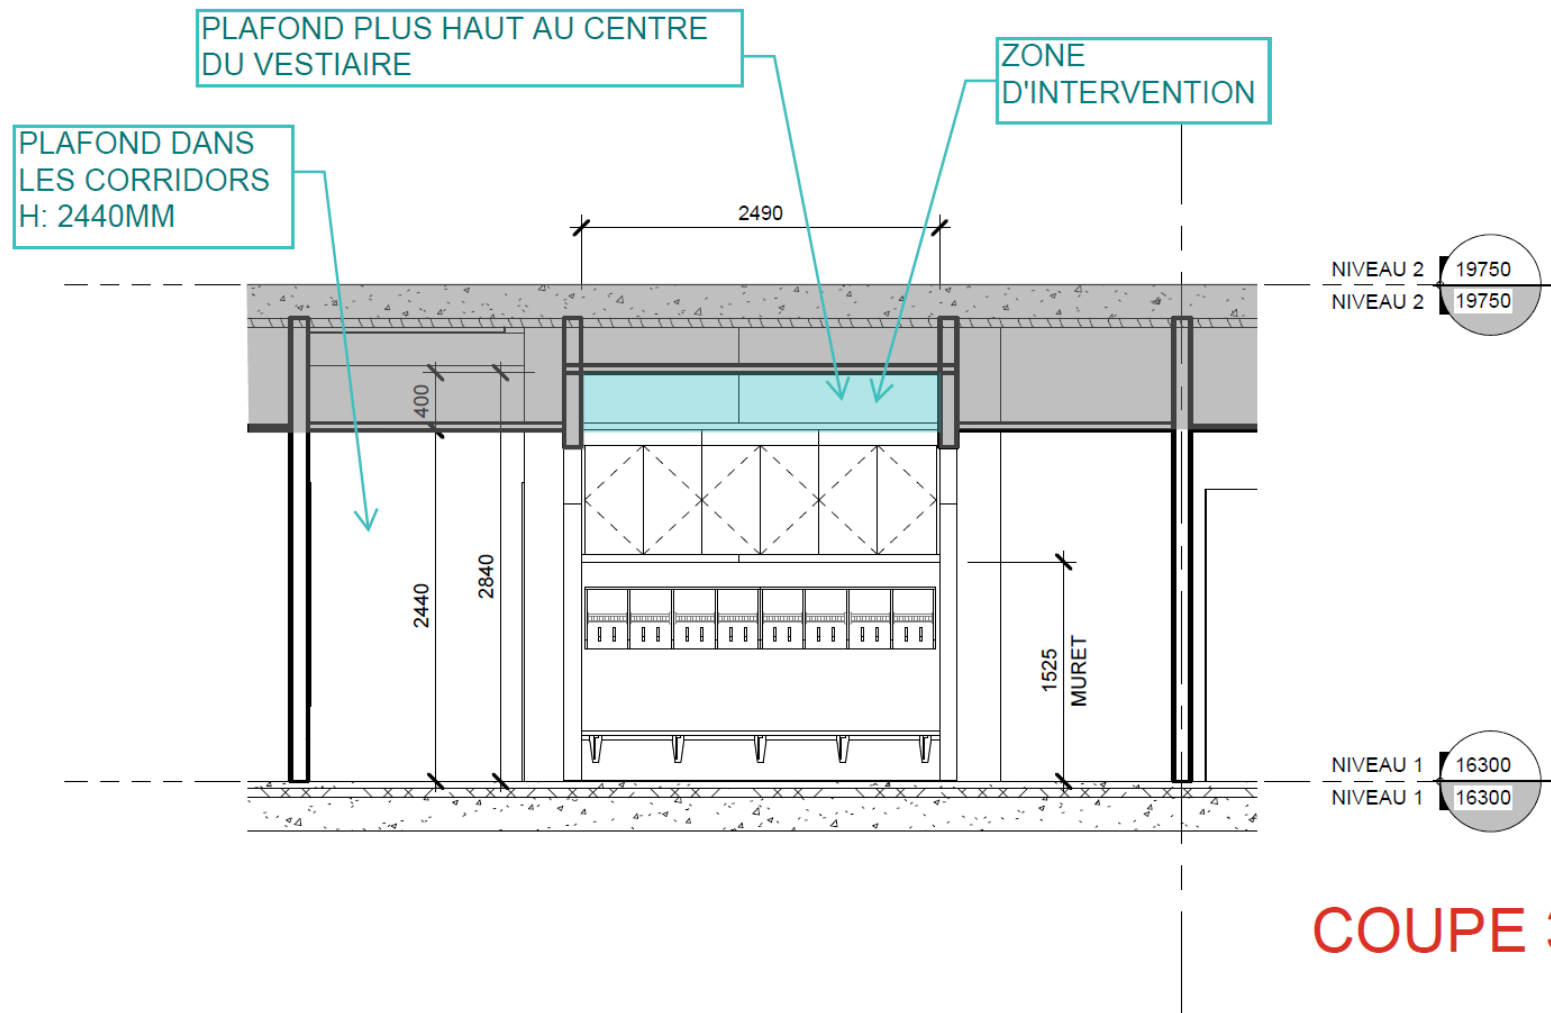 PLAFOND PLUS HAUT AU CENTRE
DU VESTIAIRE
ZONE
D'INTERVENTION
PLAFOND DANS
LES CORRIDORS
H: 2440MM
2490
NIVEAU 2 19750
NIVEAU 2 19750
400
2440
2840
1525
MURET
NIVEAU 1 16300
NIVEAU 1 16300
COUPE